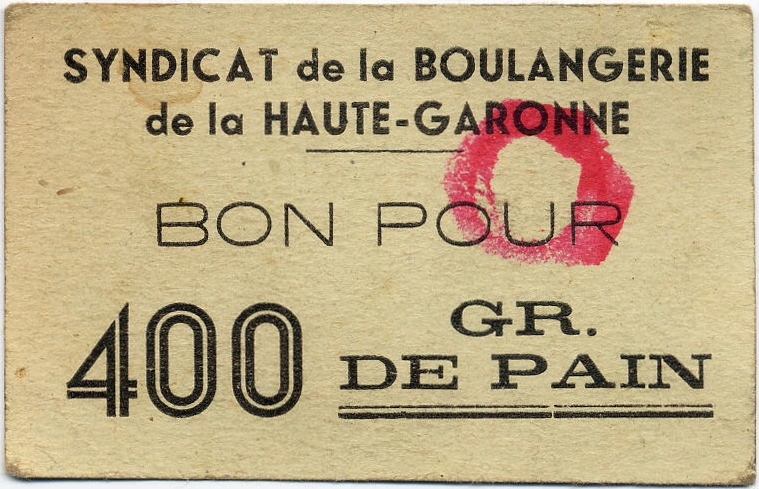 SYNDICAT de la BOULANGERIE
de la HAUTE-GARONNE
BON POUR
400 GR.
DE PAIN